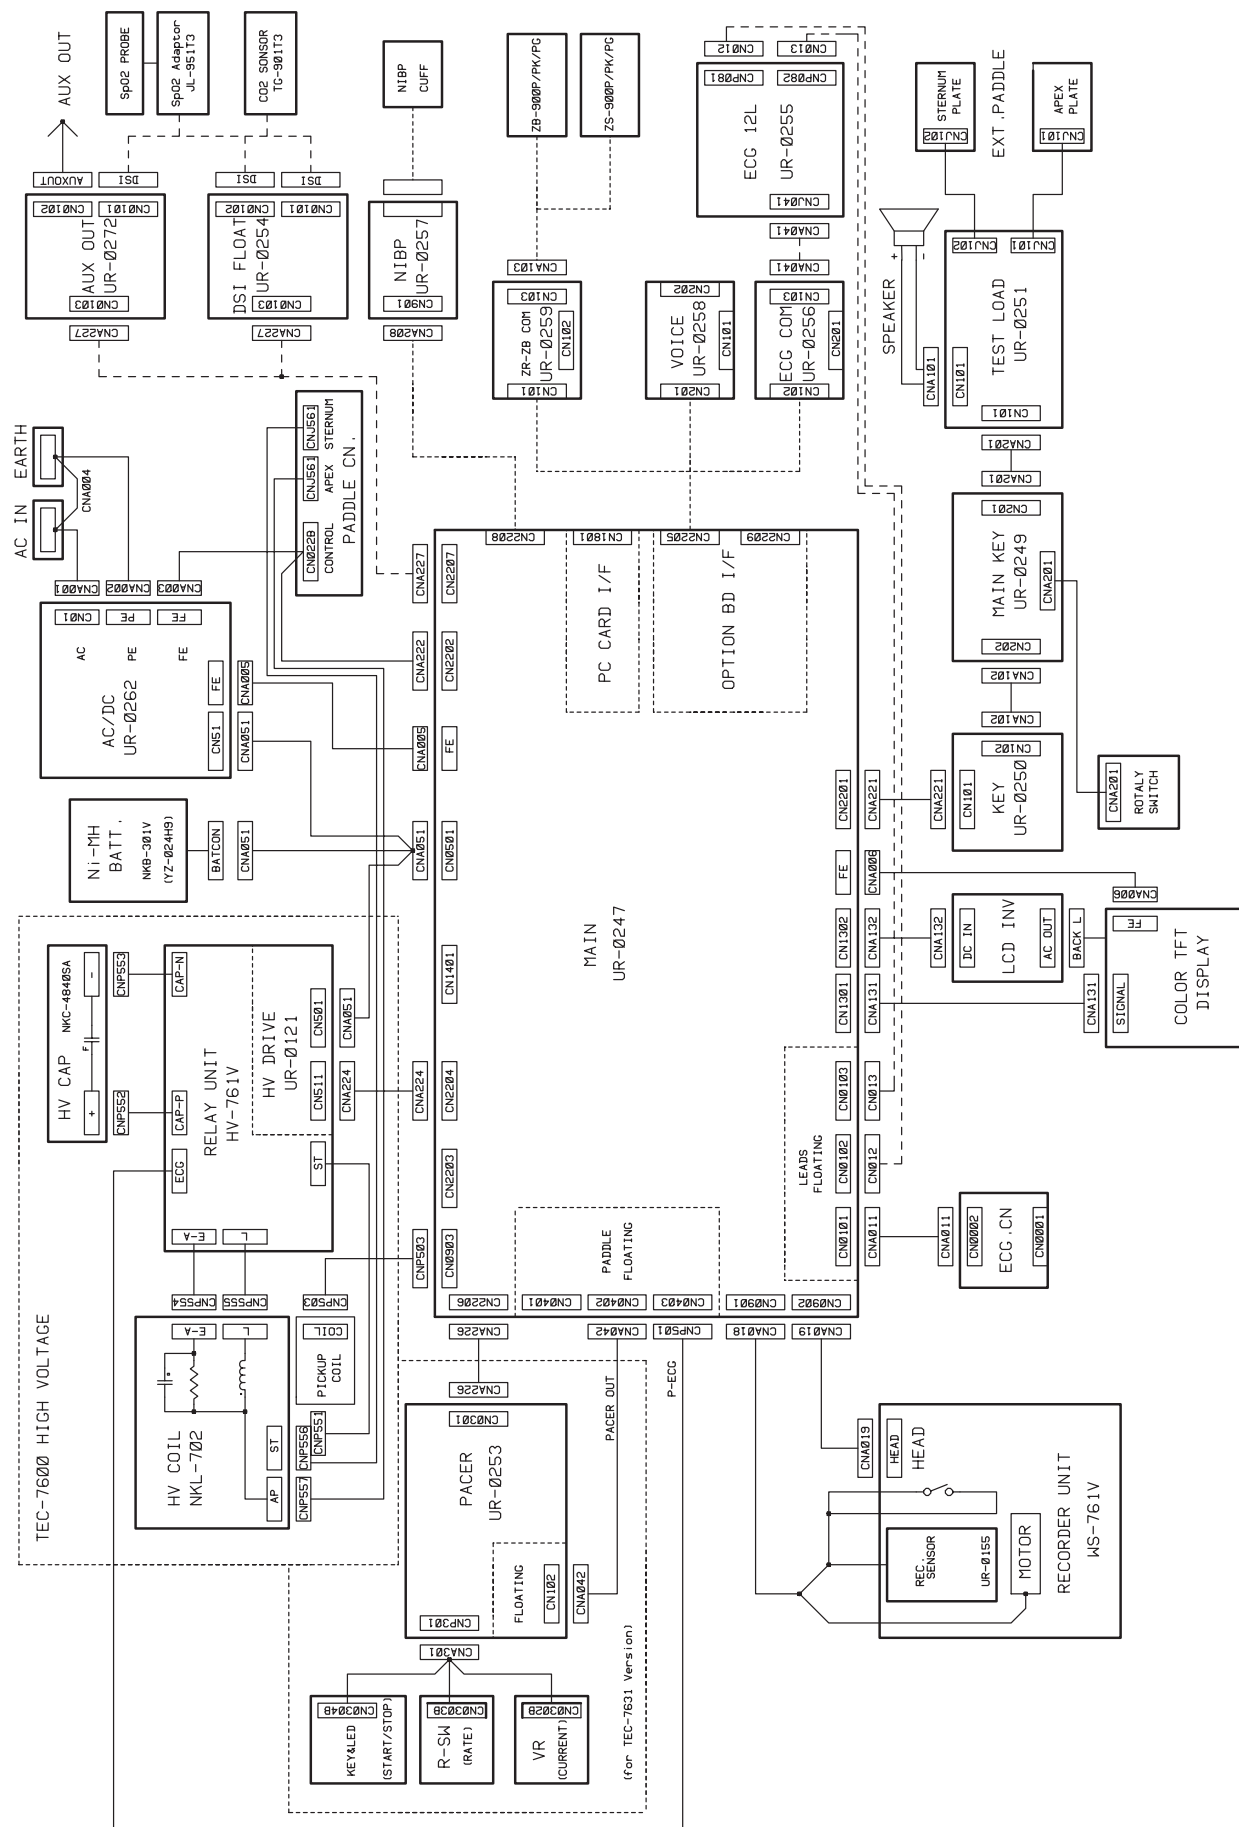 AUX OUT
SpO2 PROBE
SpO2 Adaptor
JL-951T3
CO2 SONSOR
TG-901T3
NIBP
CUFF
ZB-900P/PK/PG
ZS-900P/PK/PG
CN012
CN013
CNP081
CNP082
ECG 12L
UR-0255
CNJ041
CNA041
CNA041
STERNUM
PLATE
CNJ102
EXT.PADDLE
APEX
PLATE
CNJ101
AUXOUT
DSI
CN0102
CN0101
AUX OUT
UR-0272
CN0103
CNA227
DSI
DSI
CN0102
CN0101
DSI FLOAT
UR-0254
CN0103
CNA227
NIBP
UR-0257
CN901
CNA208
CNA103
CN103
ZR-ZB COM
UR-0259
CN102
CN101
CN202
VOICE
UR-0258
CN101
CN201
CN103
ECG COM
UR-0256
CN201
CN102
SPEAKER
+
-
CNA101
CNJ102
CNJ101
TEST LOAD
UR-0251
CN101
CN101
CNA201
CNA201
AC IN
EARTH
CNA004
CNA001
CNA002
CNA003
CN01
PE
FE
AC
PE
FE
AC/DC
UR-0262
CN51
FE
CNA051
CNA005
CNJ561
STERNUM
CNJ561
APEX
CN022B
CONTROL
PADDLE CN.
CN201
MAIN KEY
UR-0249
CNA201
CN202
CNA102
CNA102
CN102
KEY
UR-0250
CN101
CNA221
CNA201
ROTALY
SWITCH
Ni-MH
BATT.
NKB-301V
(YZ-024H9)
BATCON
CNA051
CN2208
CN1801
CN2205
CN2209
PC CARD I/F
OPTION BD I/F
CNA227
CN2207
CNA222
CN2202
CNA005
FE
CNA051
CN0501
CN1401
CNA224
CN2204
CN2203
CNP503
CN0903
MAIN
UR-0247
CN2201
CNA221
FE
CNA006
CN1302
CNA132
CN1301
CNA131
CN0103
CN013
CN0102
CN012
CN0101
CNA011
LEADS
FLOATING
PADDLE
FLOATING
CN2206
CN0401
CN0402
CN0403
CN0901
CN0902
CNA226
CNA042
CNP501
CNA018
CNA019
CNA132
DC IN
LCD INV
AC OUT
BACK L
CNA006
FE
CNA131
SIGNAL
COLOR TFT
DISPLAY
CNA011
CN0002
ECG.CN
CN0001
TEC-7600 HIGH VOLTAGE
HV CAP
NKC-4840SA
+
-
F
CNP552
CNP553
ECG
CAP-P
CAP-N
RELAY UNIT
HV-761V
HV DRIVE
UR-0121
CN511
CN501
CNA224
CNA051
ST
E-A
L
CNP554
CNP555
CNP503
E-A
L
COIL
PICKUP
COIL
HV COIL
NKL-702
AP
ST
CNP557
CNP556
CNP551
CNA226
CN0301
PACER
UR-0253
FLOATING
CN102
CNA042
CNP301
CNA301
PACER OUT
P-ECG
CN0304B
KEY&LED
(START/STOP)
CN0303B
R-SW
(RATE)
CN0302B
VR
(CURRENT)
(for TEC-7631 Version)
CNA019
HEAD
HEAD
REC.
SENSOR
UR-0155
MOTOR
RECORDER UNIT
WS-761V